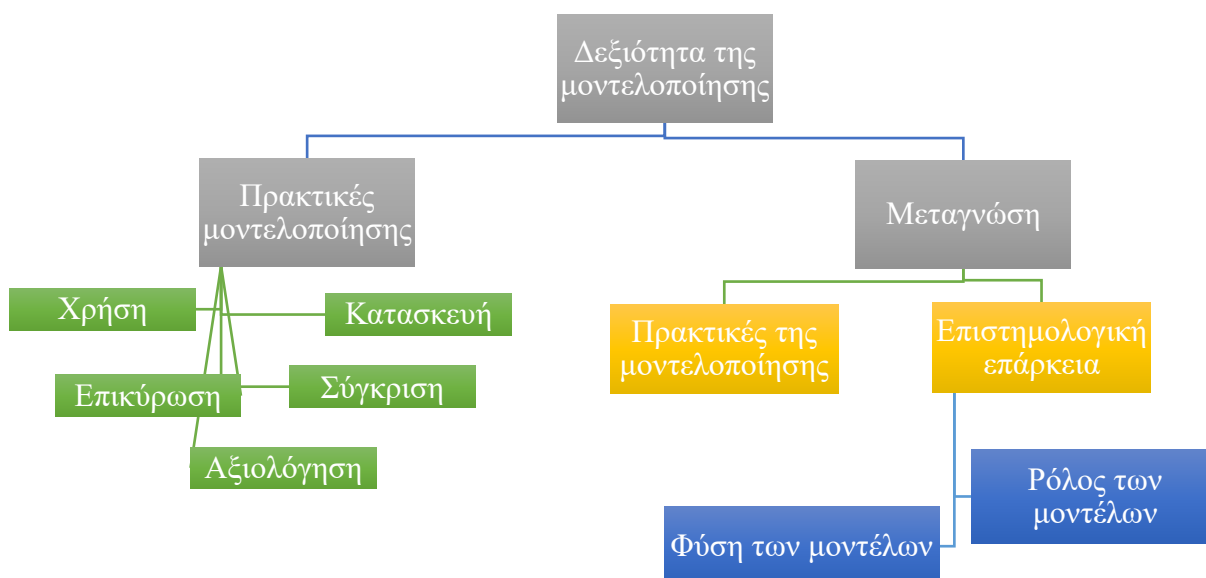 Δεξιότητα της
μοντελοποίησης
Πρακτικές
μοντελοποίησης
Μεταγνώση
Χρήση
Κατασκευή
Επικύρωση
Σύγκριση
Αξιολόγηση
Πρακτικές της
μοντελοποίησης
Επιστημολογική
επάρκεια
Ρόλος των
μοντέλων
Φύση των μοντέλων